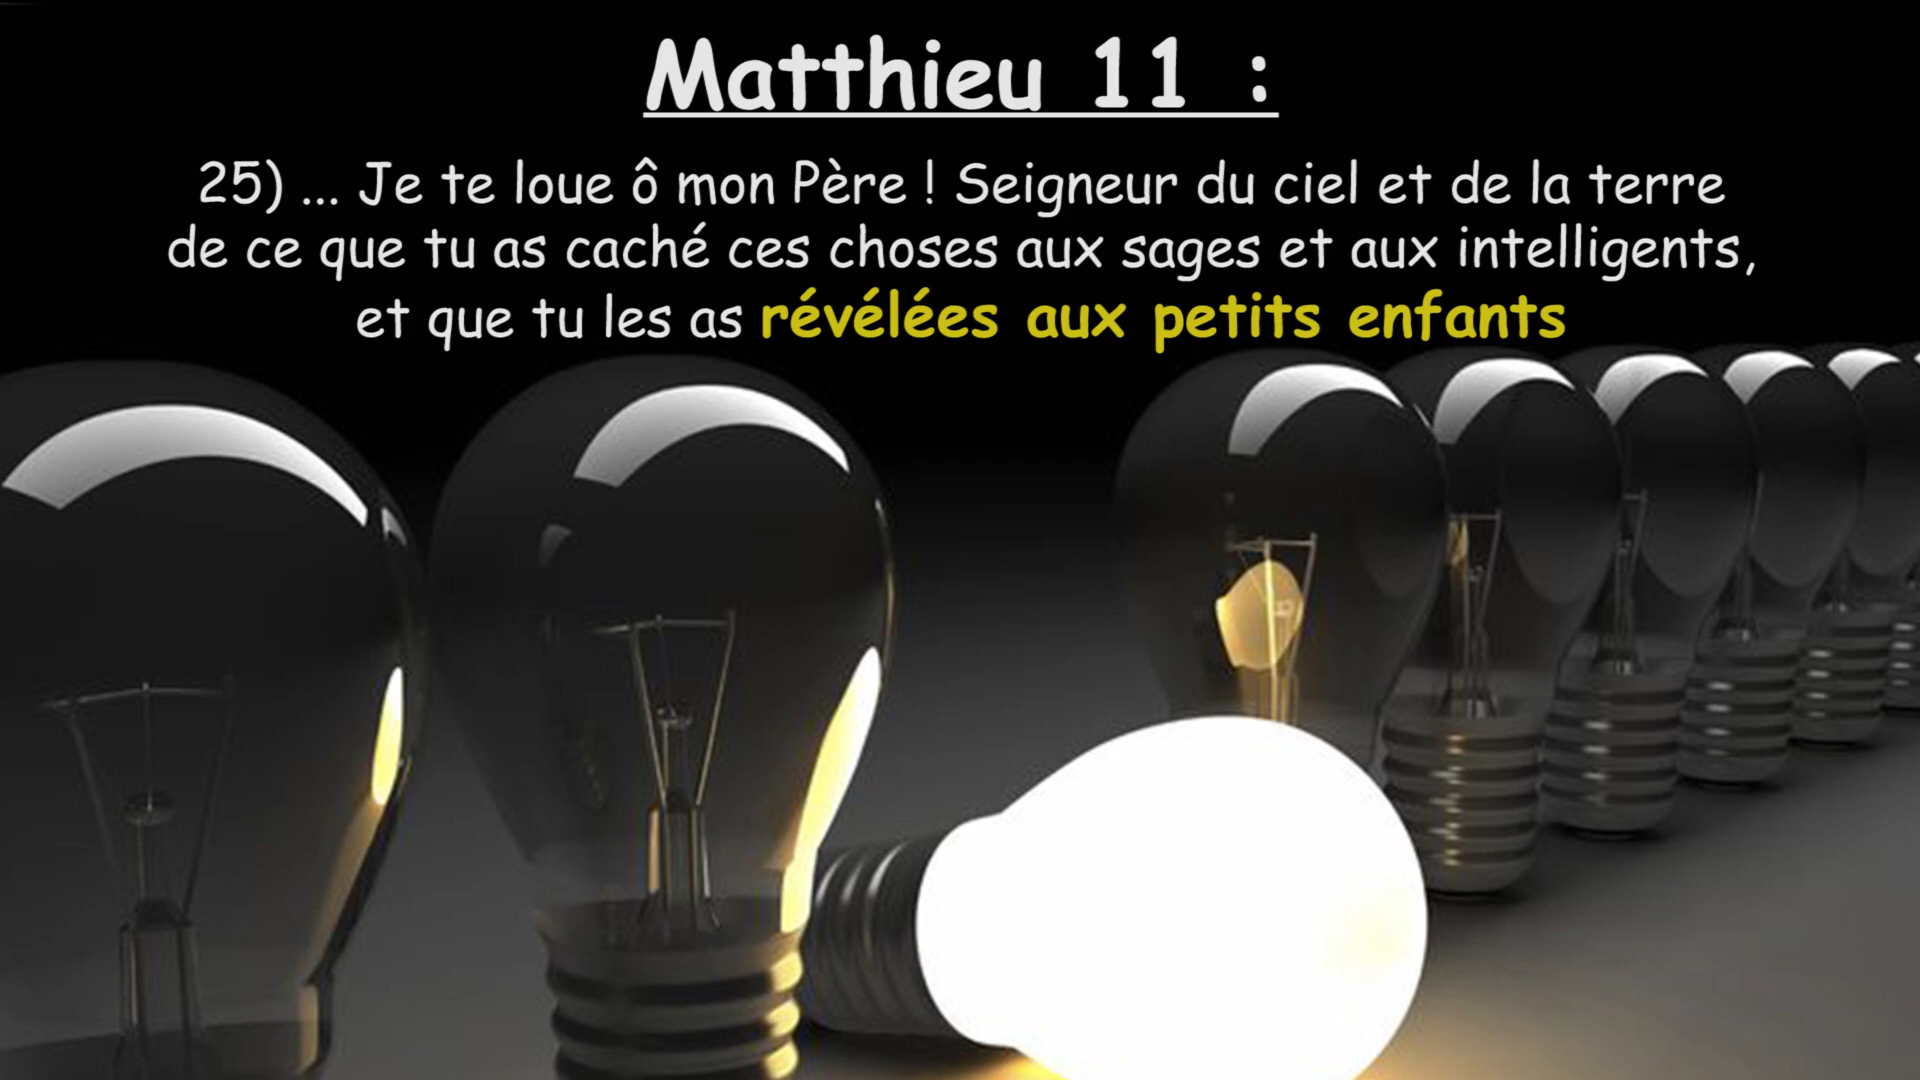 Matthieu 11 :
25) ... Je te loue ô mon Père ! Seigneur du ciel et de la terre
de ce que tu as caché ces choses aux sages et aux intelligents,
et que tu les as révélées aux petits enfants